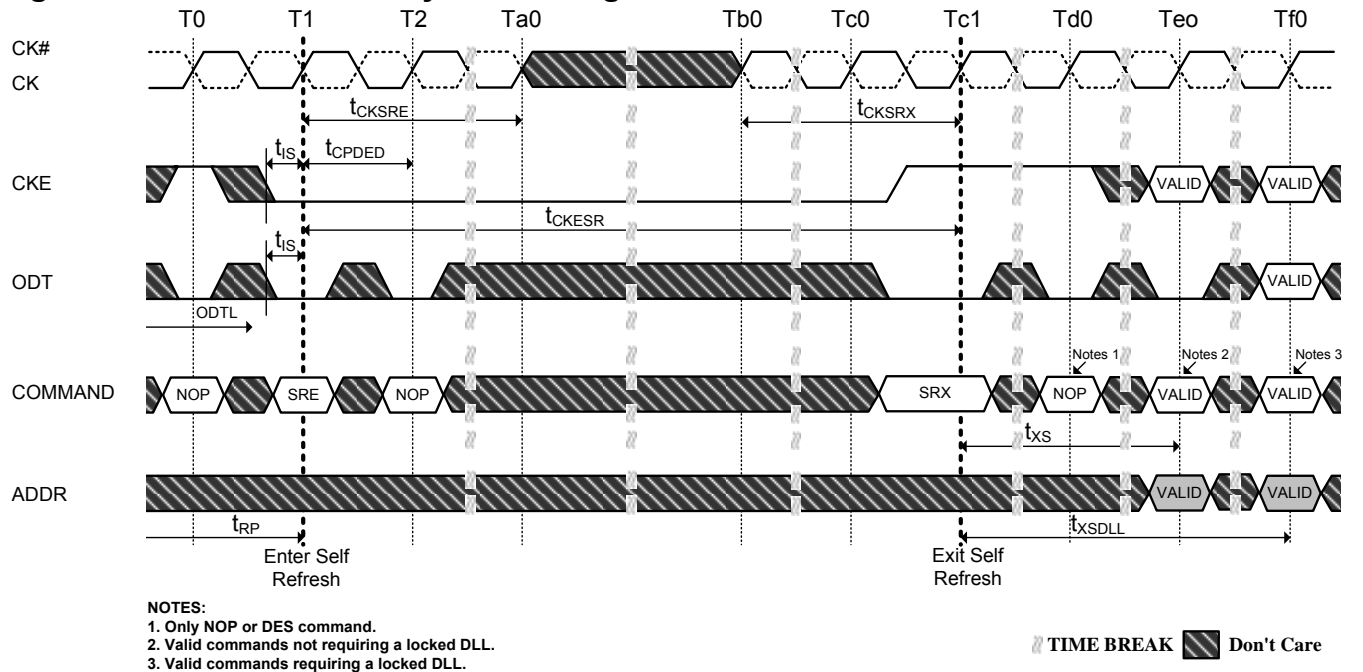 T0 T1 T2 Ta0 Tb0 Tc0 Tc1 Td0 Teo Tf0
CK#
CK
tCKSRE tCKSRX
tIS tCPDED
CKE VALID VALID
tCKESR
tIS
ODT VALID
ODTL
Notes 1 Notes 2 Notes 3
COMMAND NOP SRE NOP SRX NOP VALID VALID
tXS
ADDR VALID VALID
tRP tXSDLL
Enter Self
Refresh
Exit Self
Refresh
NOTES:
1. Only NOP or DES command.
2. Valid commands not requiring a locked DLL.
3. Valid commands requiring a locked DLL.
TIME BREAK Don't Care